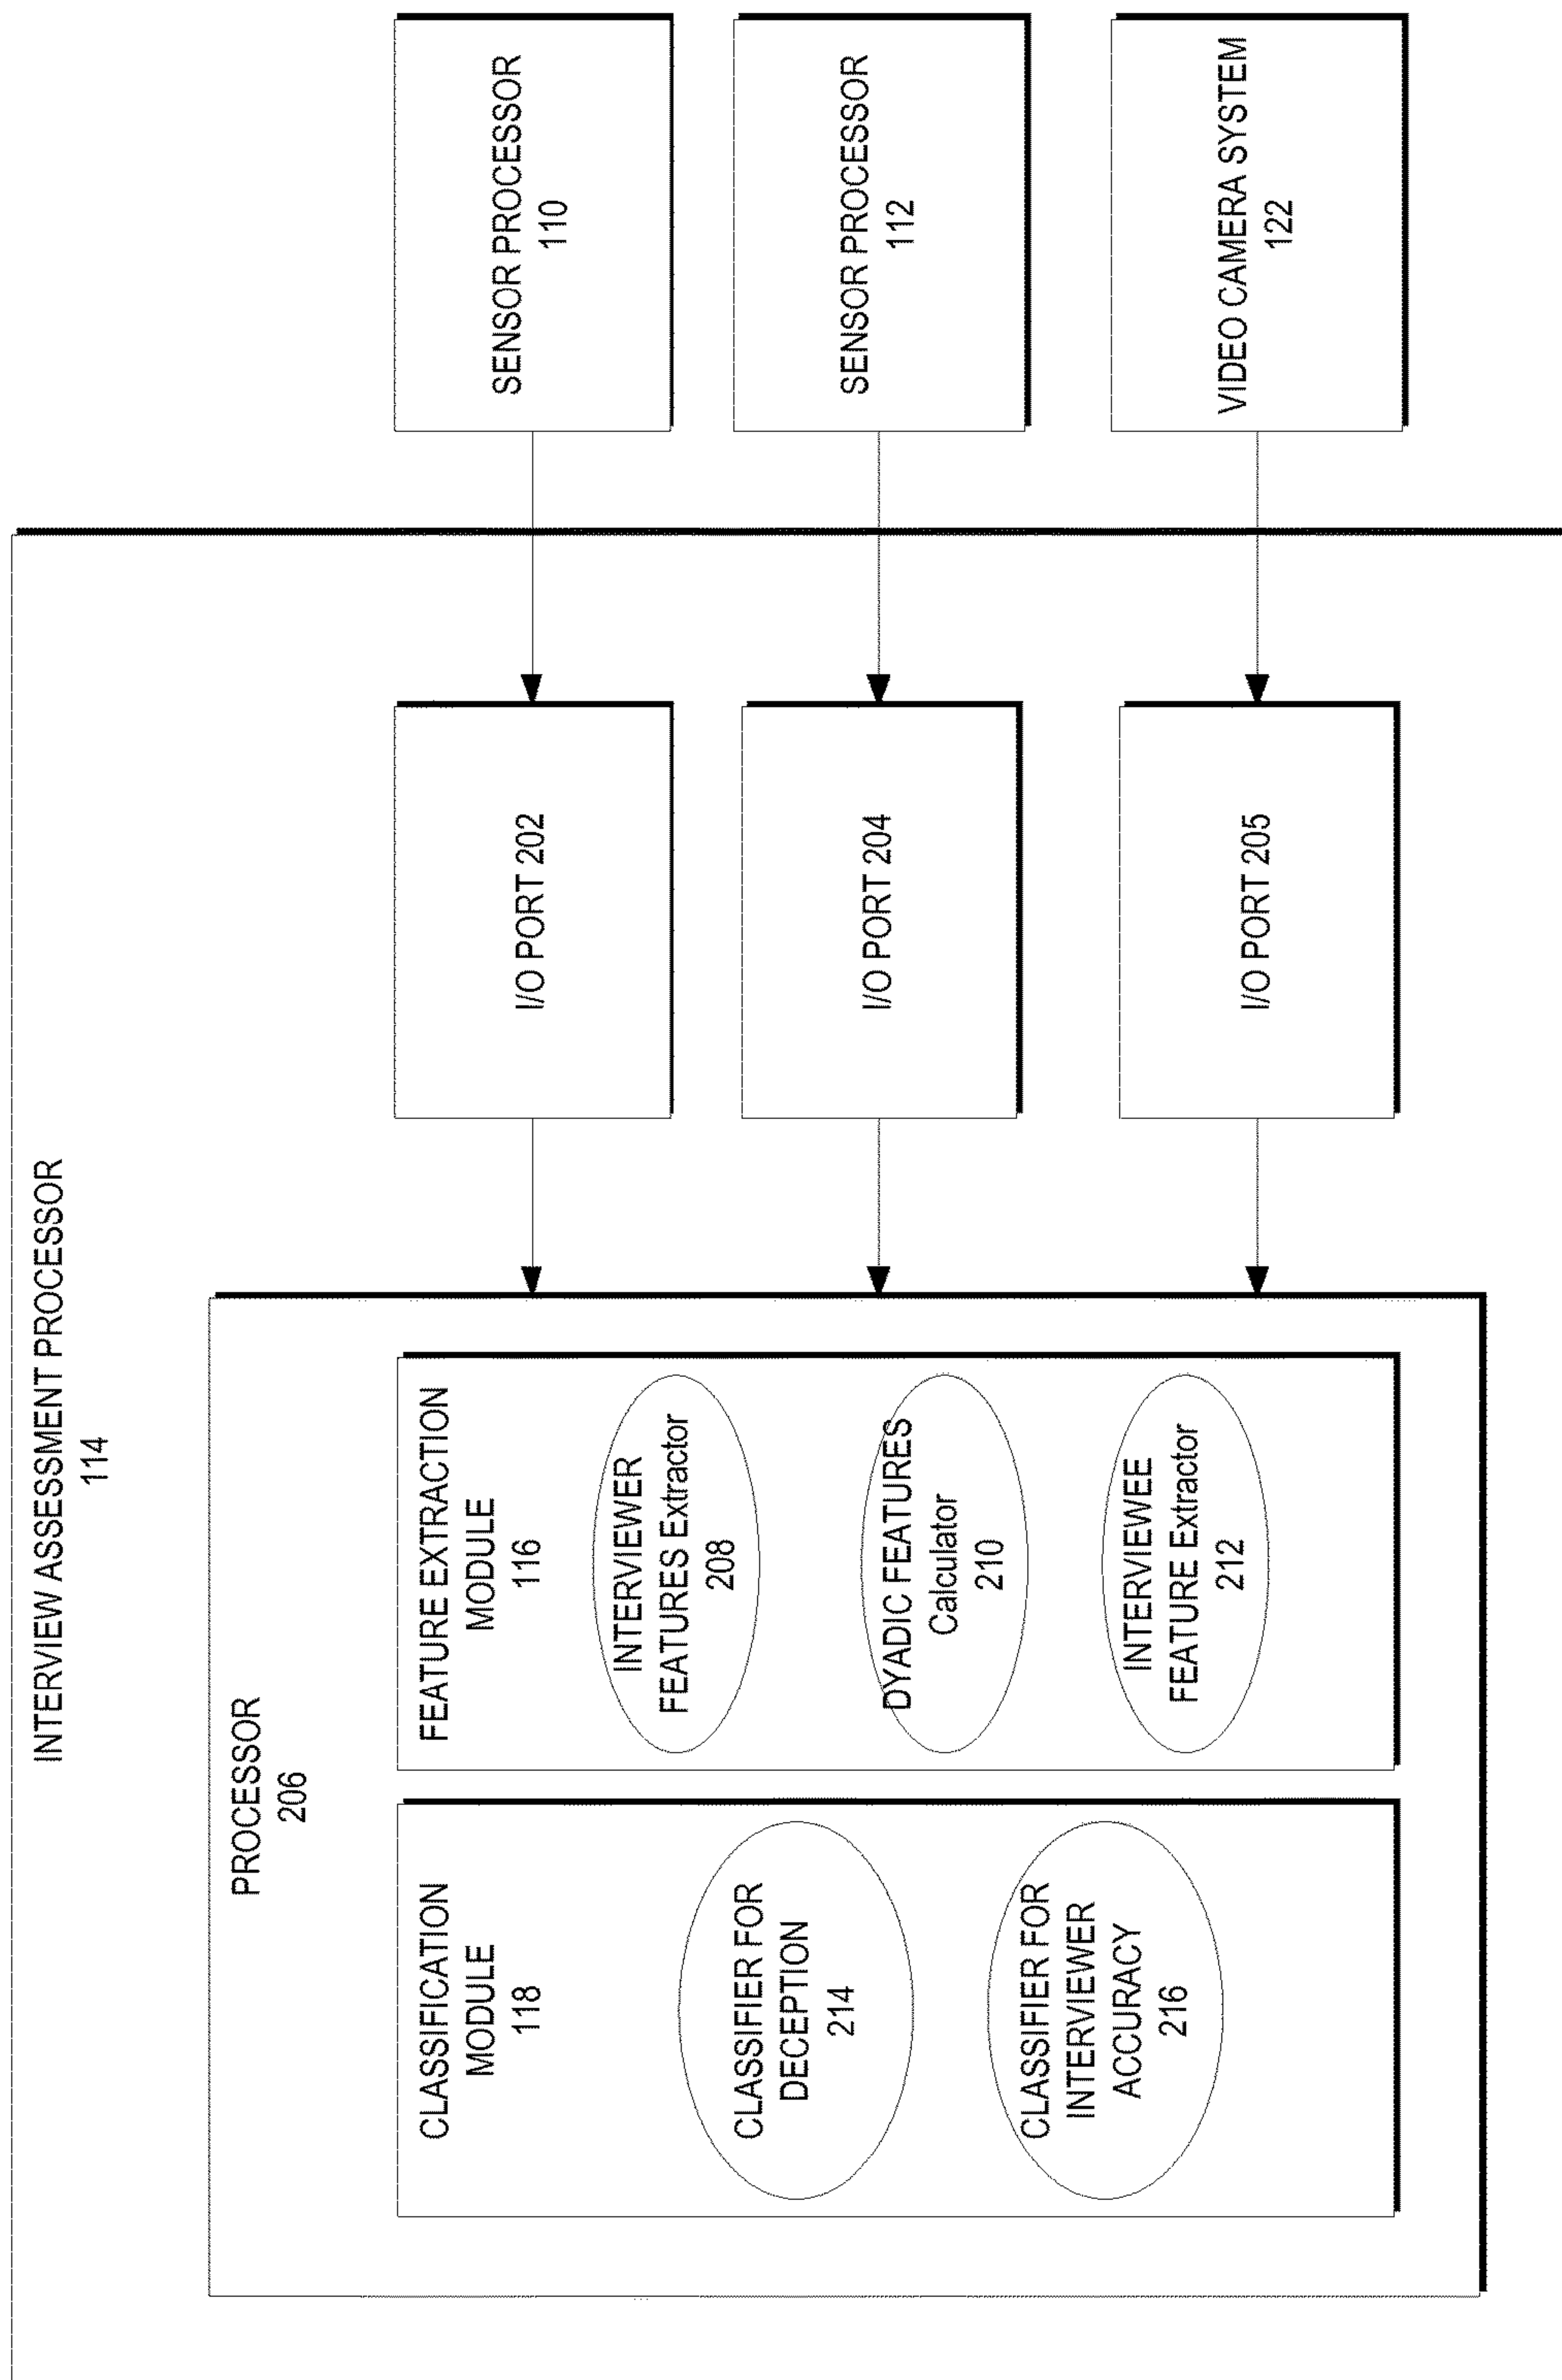 INTERVIEW ASSESSMENT PROCESSOR
114
PROCESSOR
206
CLASSIFICATION
MODULE
118
CLASSIFIER FOR
DECEPTION
214
CLASSIFIER FOR
INTERVIEWER
ACCURACY
216
FEATURE EXTRACTION
MODULE
116
INTERVIEWER
FEATURES Extractor
208
DYADIC FEATURES
Calculator
210
INTERVIEWEE
FEATURE Extractor
212
I/O PORT 202
I/O PORT 204
I/O PORT 205
SENSOR PROCESSOR
110
SENSOR PROCESSOR
112
VIDEO CAMERA SYSTEM
122